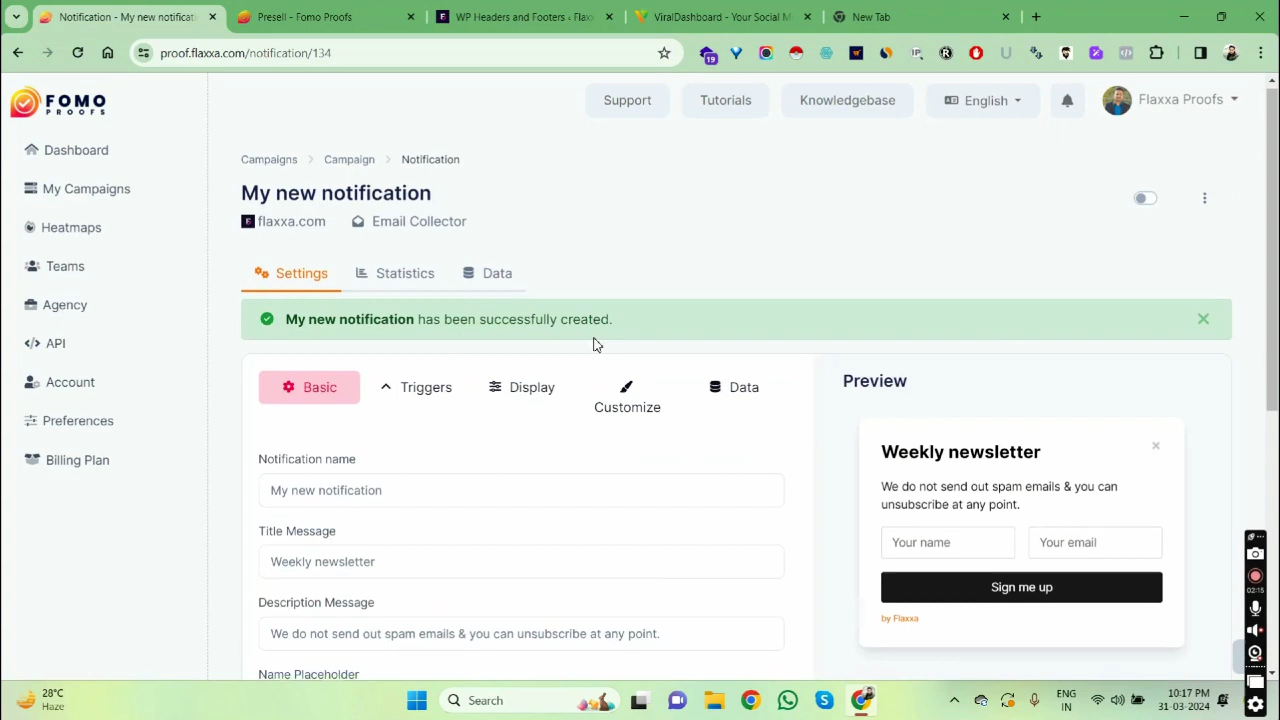 My new notificati
Presell - Fomo Proofs
WP Headers and Footers - Flax
ViralDashboard - Your Social M
New Tab
proof.flaxxa.com/notification/134
19
FOMO
PROOFS
Support
Tutorials
Knowledgebase
English
Flaxxa Proofs
Dashboard
My Campaigns
Heatmaps
Teams
Agency
API
Account
Preferences
Billing Plan
Campaigns
Campaign
Notification
My new notification
flaxxa.com
Email Collector
Settings
Statistics
Data
My new notification has been successfully created.
Basic
Triggers
Display
Customize
Data
Notification name
My new notification
Title Message
Weekly newsletter
Description Message
We do not send out spam emails & you can unsubscribe at any point.
Name Placeholder
Preview
Weekly newsletter
We do not send out spam emails & you can
unsubscribe at any point.
Your name
Your email
Sign me up
by Flaxxa
02:15
28°C
Haze
Search
ENG
IN
10:17 PM
31-03-2024